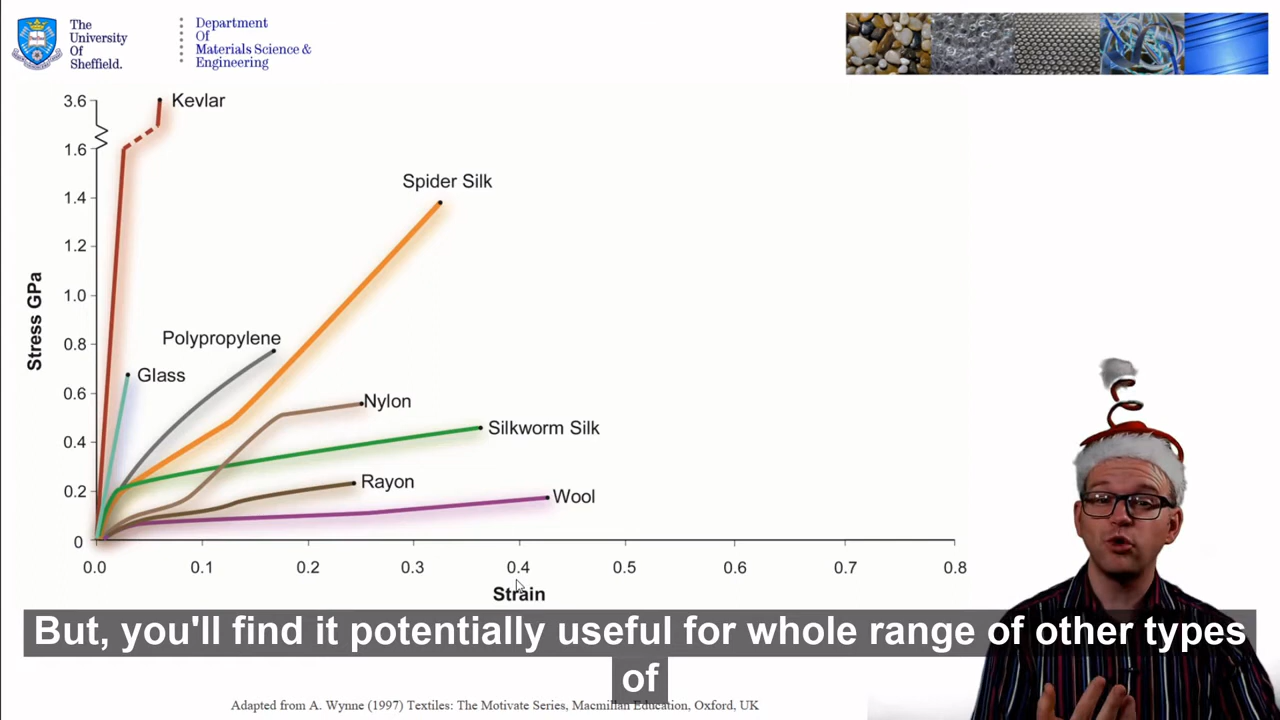 The
University
Of
Sheffield.
Department
Of
Materials Science &
Engineering
3.6
Kevlar
1.6
1.4
Spider Silk
1.2
1.0
Stress GPa
0.8
Polypropylene
Glass
0.6
Nylon
0.4
Silkworm Silk
0.2
Rayon
Wool
0
0.0 0.1 0.2 0.3 0.4 0.5 0.6 0.7 0.8
Strain
But, you'll find it potentially useful for whole range of other types
of
Adapted from A. Wynne (1997) Textiles: The Motivate Series, Macmillan Education, Oxford, UK